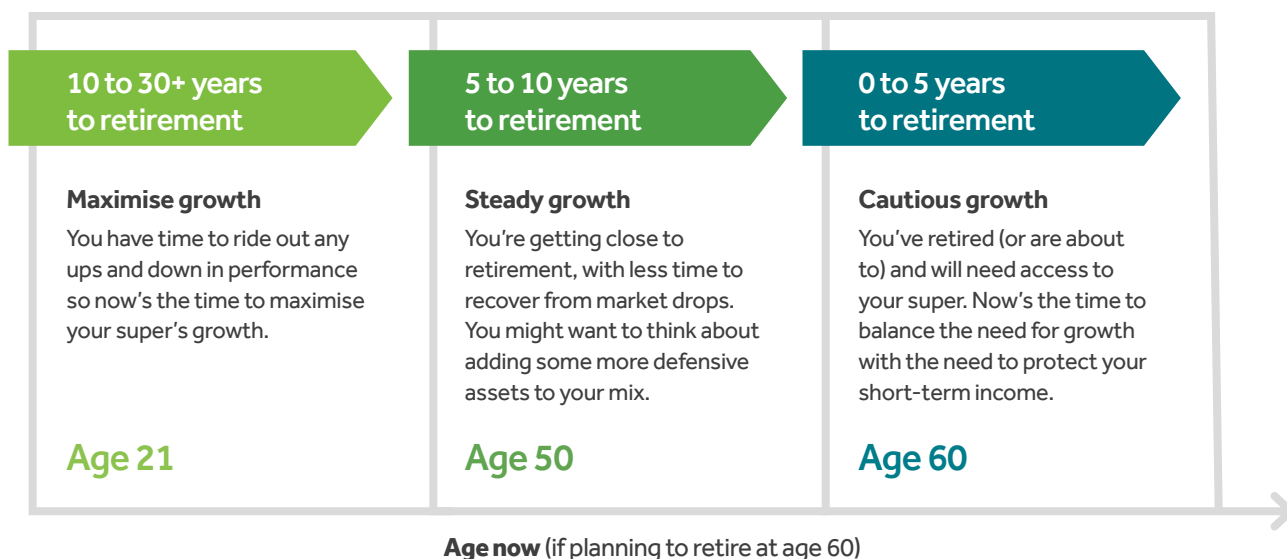 10 to 30+ years
to retirement
Maximise growth
You have time to ride out any
ups and down in performance
so now's the time to maximise
your super's growth.
Age 21
5 to 10 years
to retirement
Steady growth
You're getting close to
retirement, with less time to
recover from market drops.
You might want to think about
adding some more defensive
assets to your mix.
Age 50
0 to 5 years
to retirement
Cautious growth
You've retired (or are about
to) and will need access to
your super. Now's the time to
balance the need for growth
with the need to protect your
short-term income.
Age 60
Age now (if planning to retire at age 60)